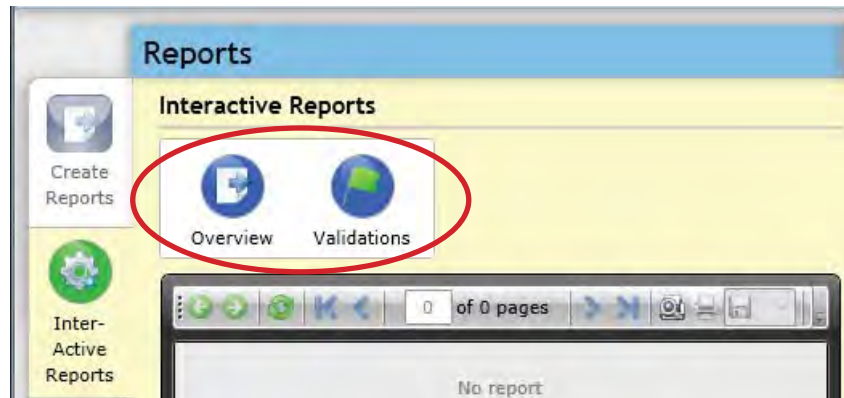 Reports
Interactive Reports
Create
Reports
Overview Validations
Inter-
Active
Reports
0 of 0 pages
No report